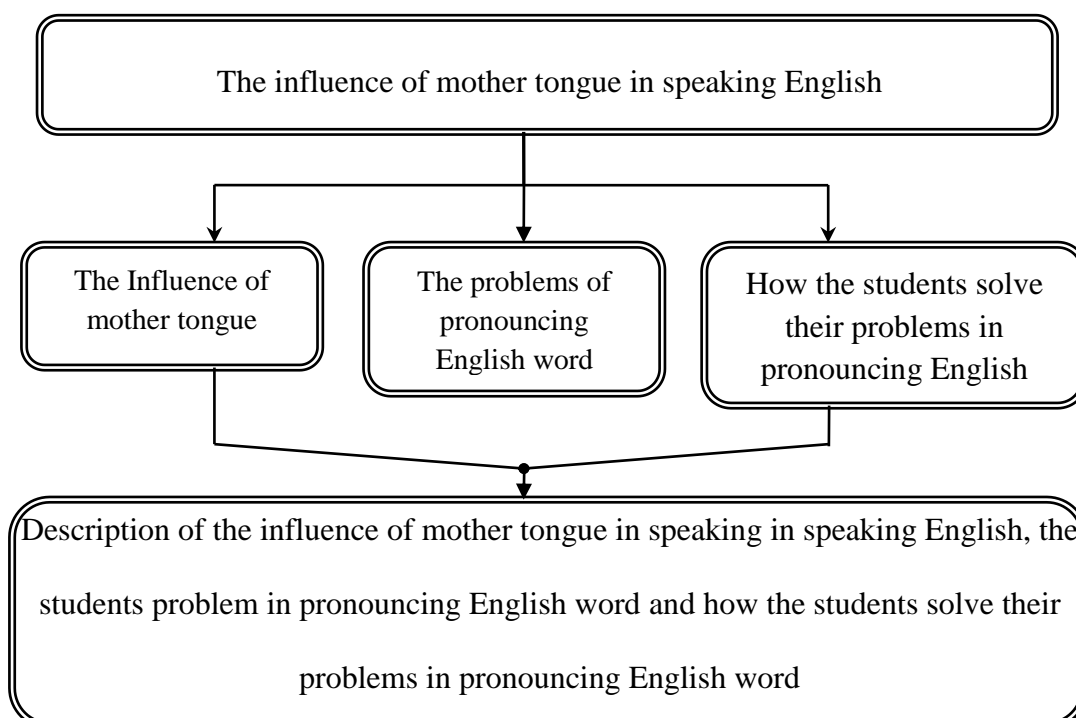 The influence of mother tongue in speaking English
The Influence of
mother tongue
The problems of
pronouncing
English word
How the students solve
their problems in
pronouncing English
Description of the influence of mother tongue in speaking in speaking English, the
students problem in pronouncing English word and how the students solve their
problems in pronouncing English word